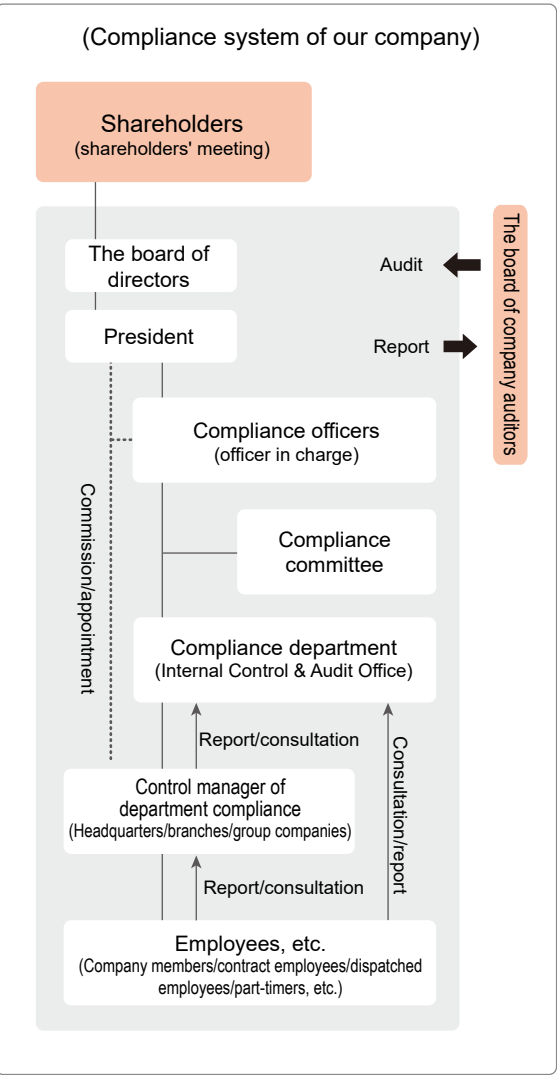 (Compliance system of our company)
Shareholders
(shareholders' meeting)
The board of
directors
Audit
The board of company auditors
President
Report
Compliance officers
(officer in charge)
Commission/appointment
Compliance
committee
Compliance department
(Internal Control & Audit Office)
Report/consultation
Consultation/report
Control manager of
department compliance
(Headquarters/branches/group companies)
Report/consultation
Employees, etc.
(Company members/contract employees/dispatched
employees/part-timers, etc.)